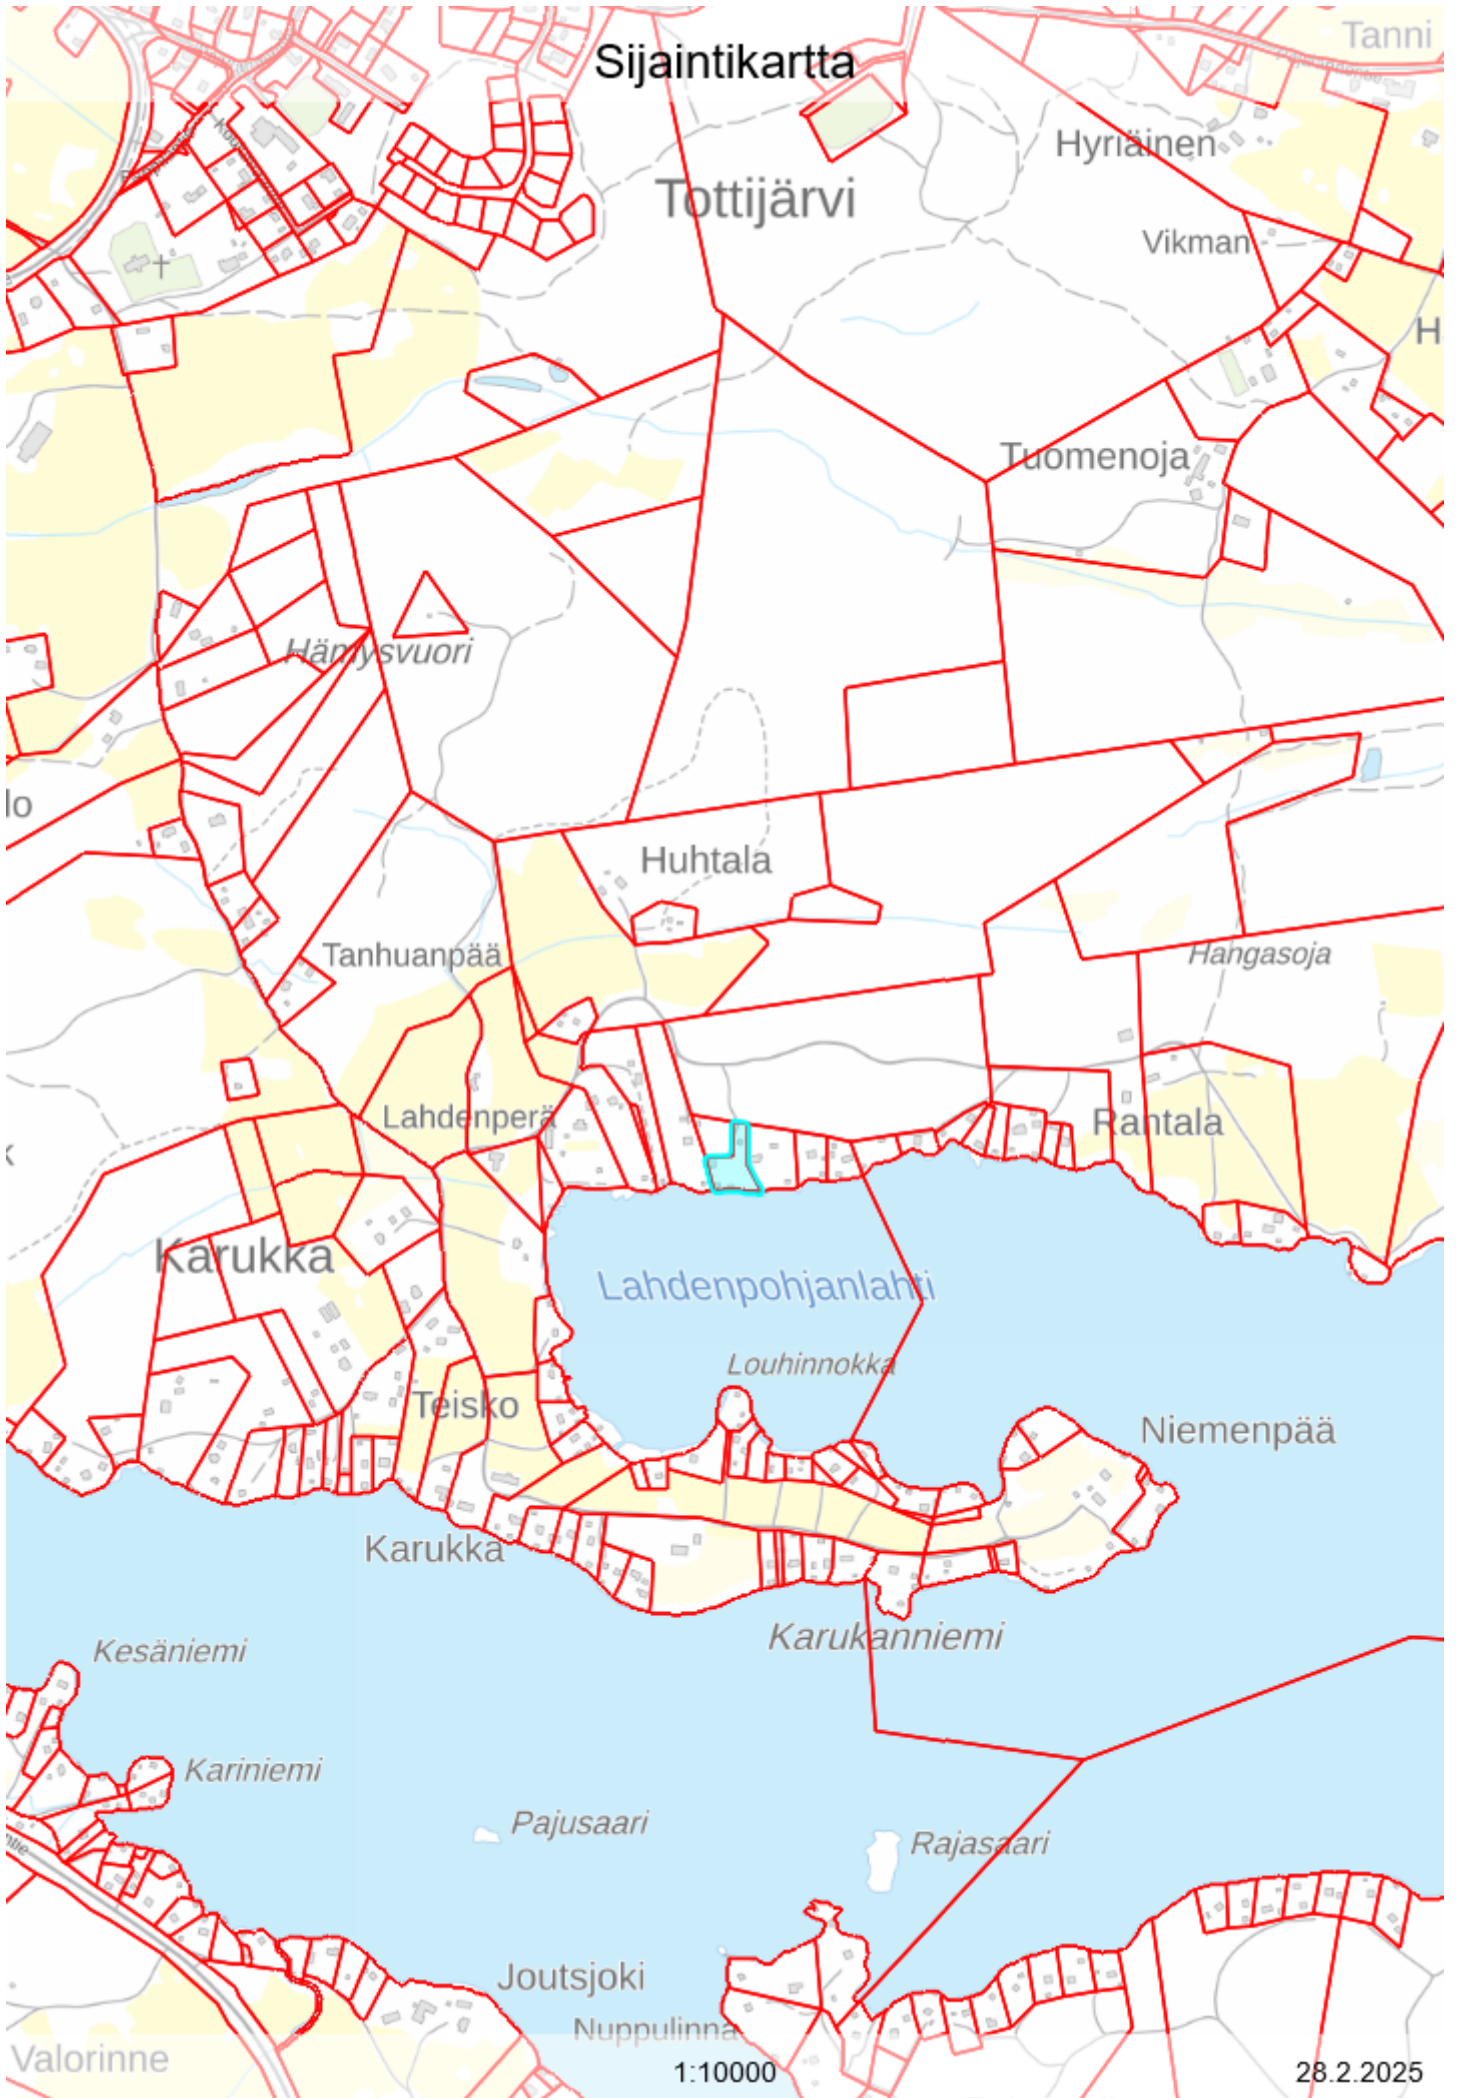 Tanni
Sijaintikartta
Hyriäinen
Tottijärvi
Vikman
H
Tuomenoja
Hämysvuori
lo
Huhtala
Tanhuanpää
Hangasoja
Lahdenperä
Rantala
k
Karukka
Lahdenpohjanlahti
Louhinnokka
Teisko
Niemenpää
Karukka
Karukanniemi
Kesäniemi
Kariniemi
Pajusaari
Rajasaari
Joutsjoki
Nuppulinna
Valorinne
1:10000
28.2.2025